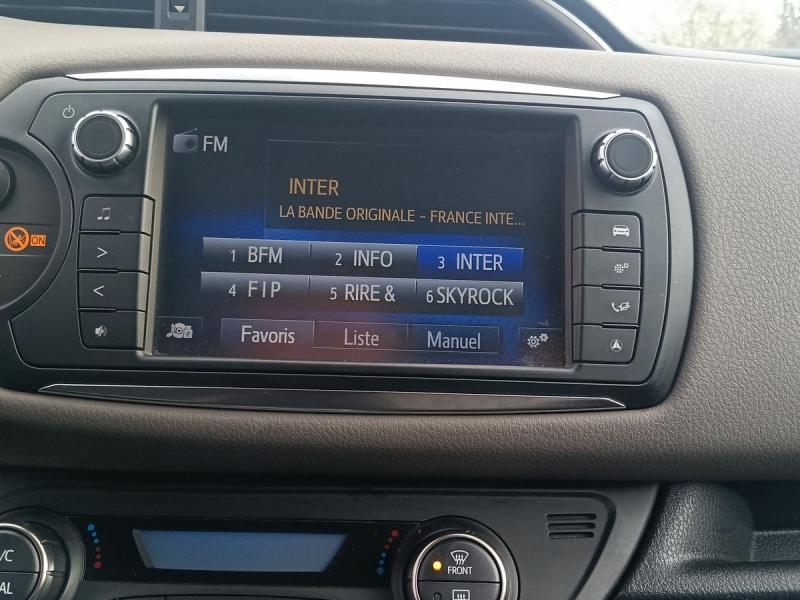 FM
INTER
LA BANDE ORIGINALE - FRANCE INTE...
1 BFM 2 INFO 3 INTER
4 F I P 5 RIRE & 6 SKYROCK
Favoris Liste Manuel
ON
/C
AL
FRONT